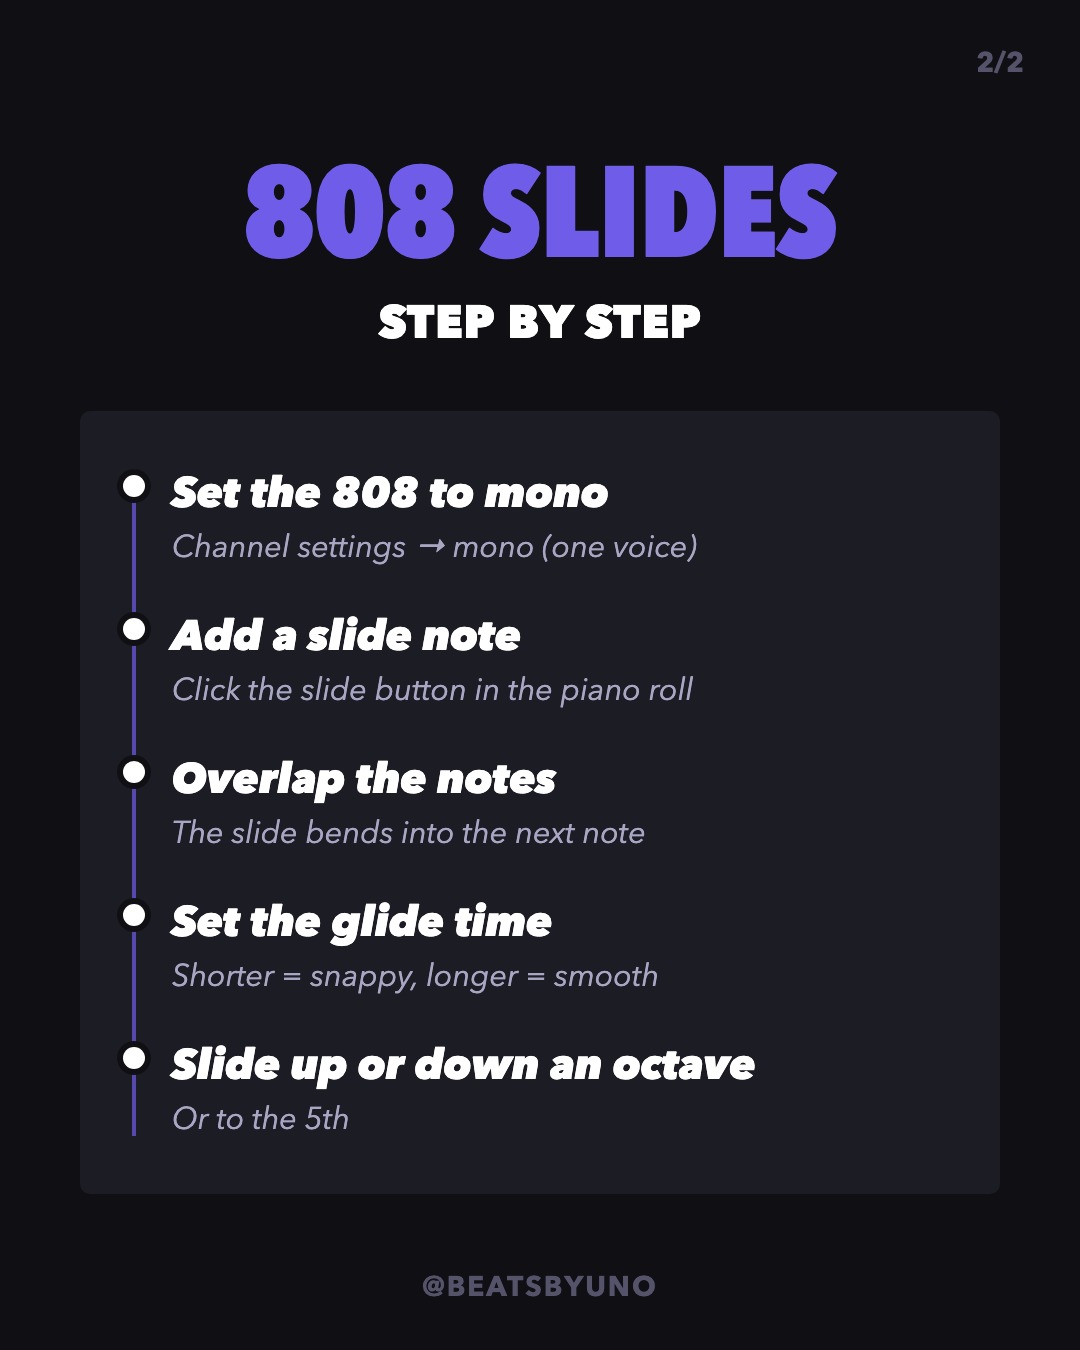 2/2
808 SLIDES
STEP BY STEP
Set the 808 to mono
Channel settings → mono (one voice)
Add a slide note
Click the slide button in the piano roll
Overlap the notes
The slide bends into the next note
Set the glide time
Shorter = snappy, longer = smooth
Slide up or down an octave
Or to the 5th
@BEATSBYUNO